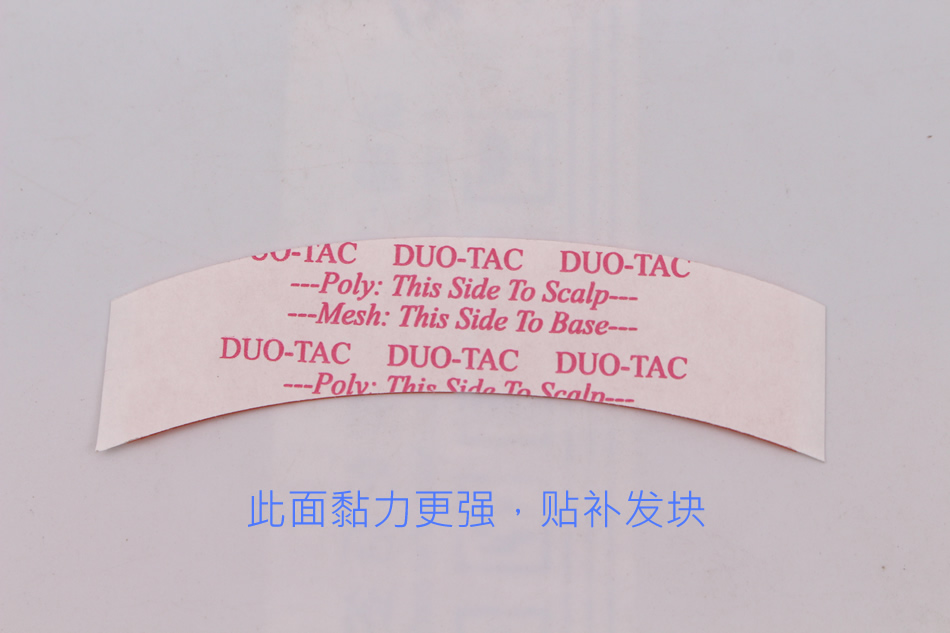 DUO-TAC DUO-TAC
---Poly: This Side To Scalp---
---Mesh: This Side To Base---
DUO-TAC DUO-TAC DUO-TAC
---Poly: This Side To Scalp---
此面黏力更强，贴补发块